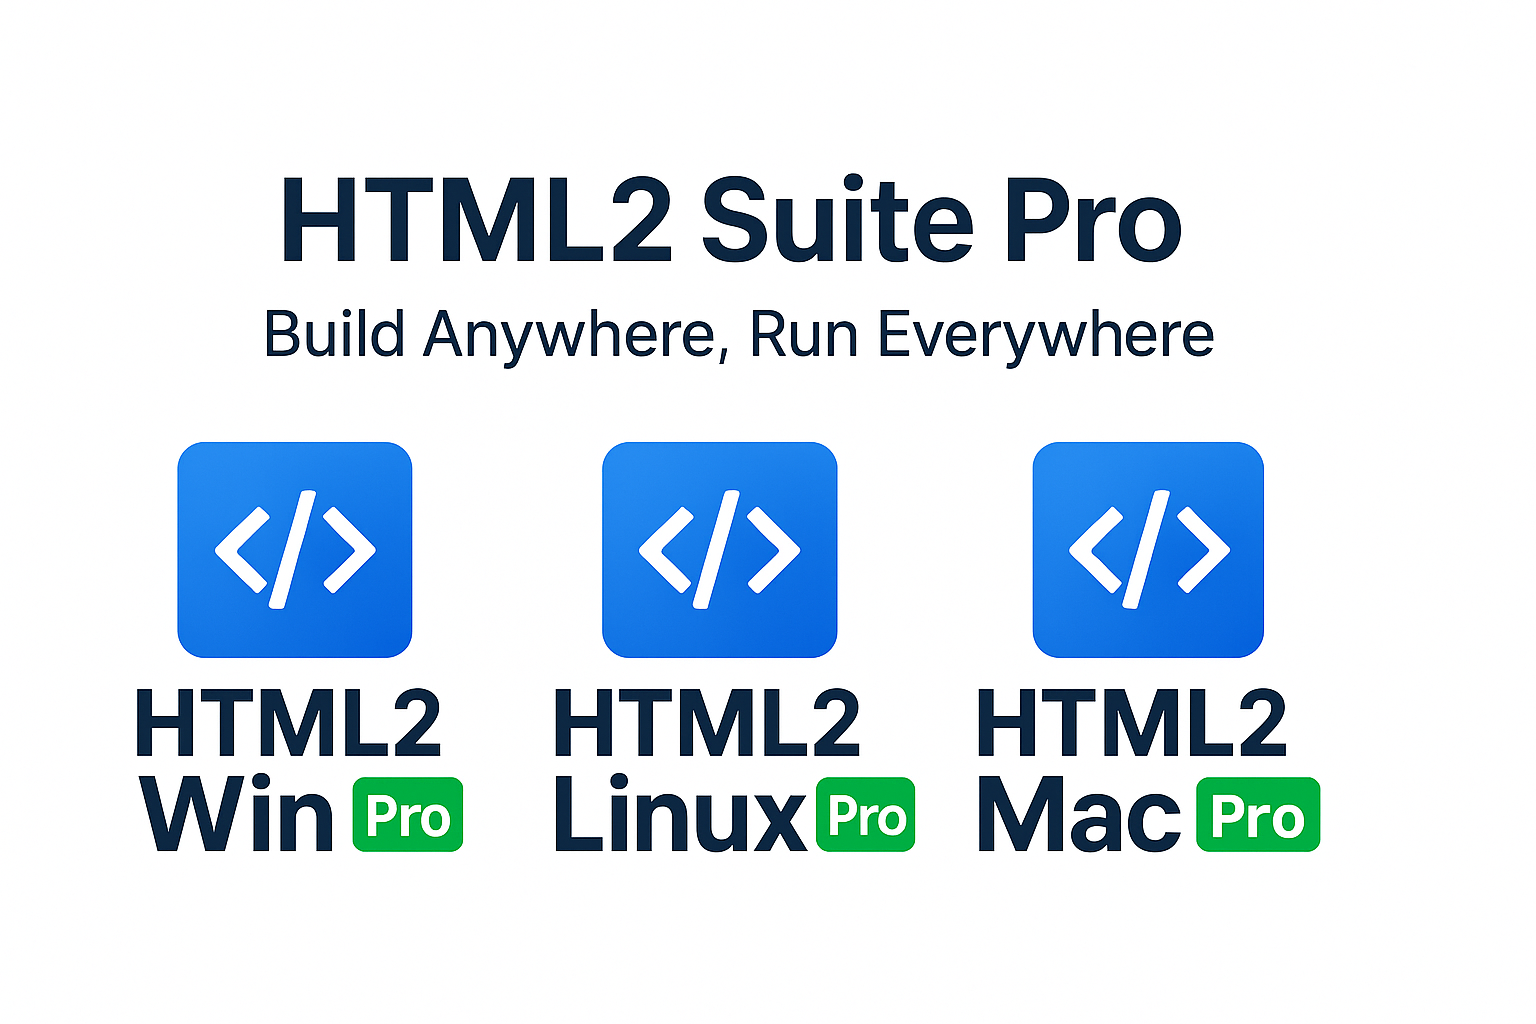 HTML2 Suite Pro
Build Anywhere, Run Everywhere
</>
</>
</>
HTML2
Win Pro
HTML2
Linux Pro
HTML2
Mac Pro